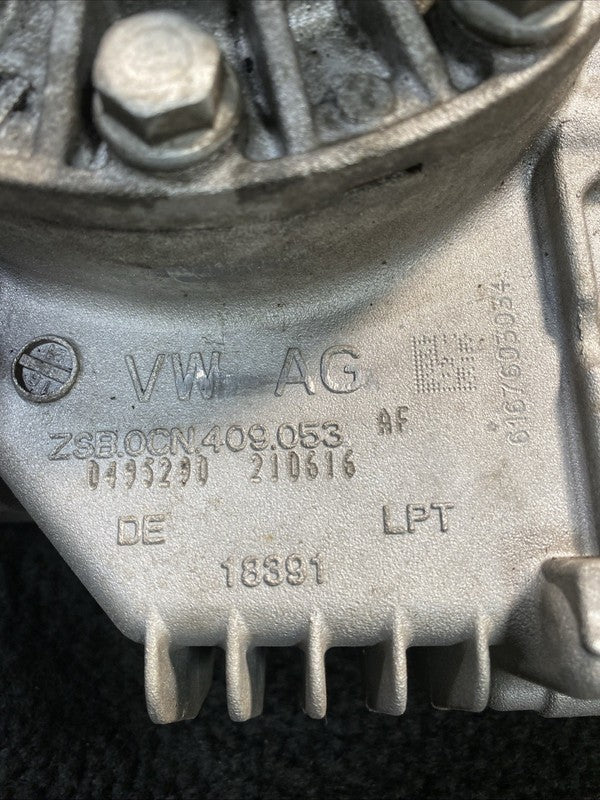 VW AG
ZSB.0CN.409.053 AF
0495290 210616
DE LPT
18391
6167605034